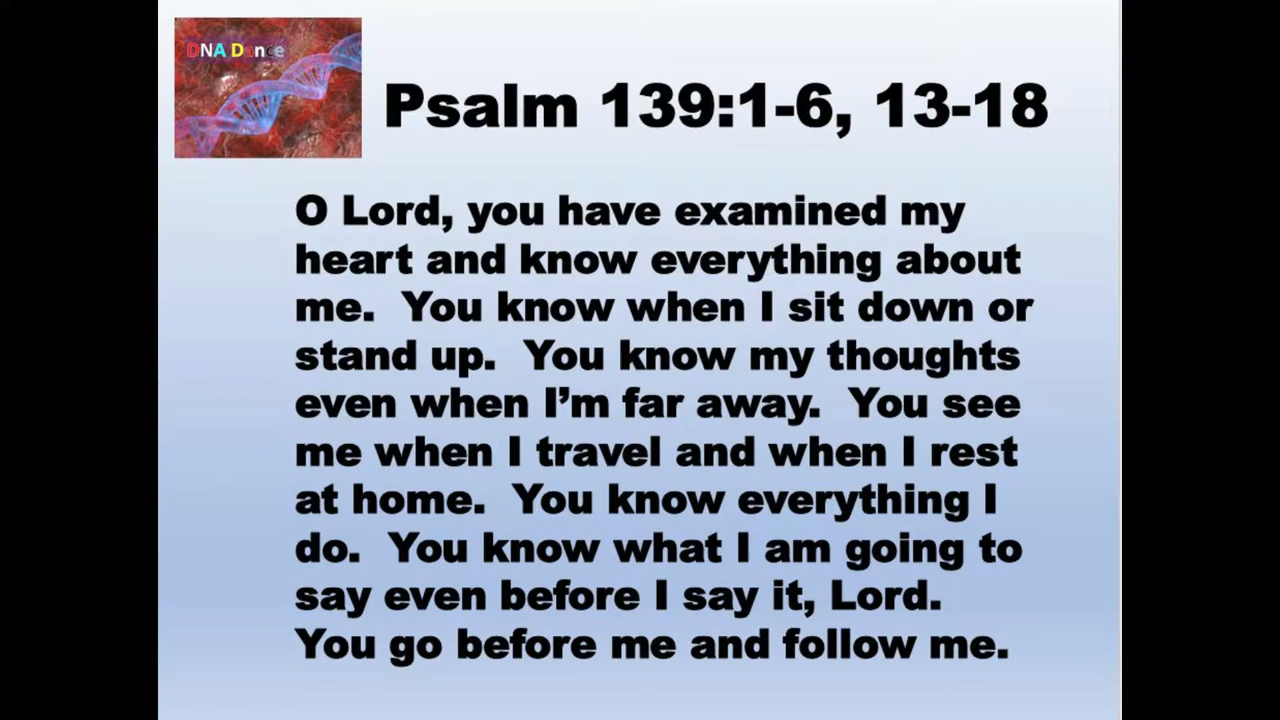 DNA Dance
Psalm 139:1-6, 13-18
O Lord, you have examined my
heart and know everything about
me.  You know when I sit down or
stand up.  You know my thoughts
even when I’m far away.  You see
me when I travel and when I rest
at home.  You know everything I
do.  You know what I am going to
say even before I say it, Lord.
You go before me and follow me.